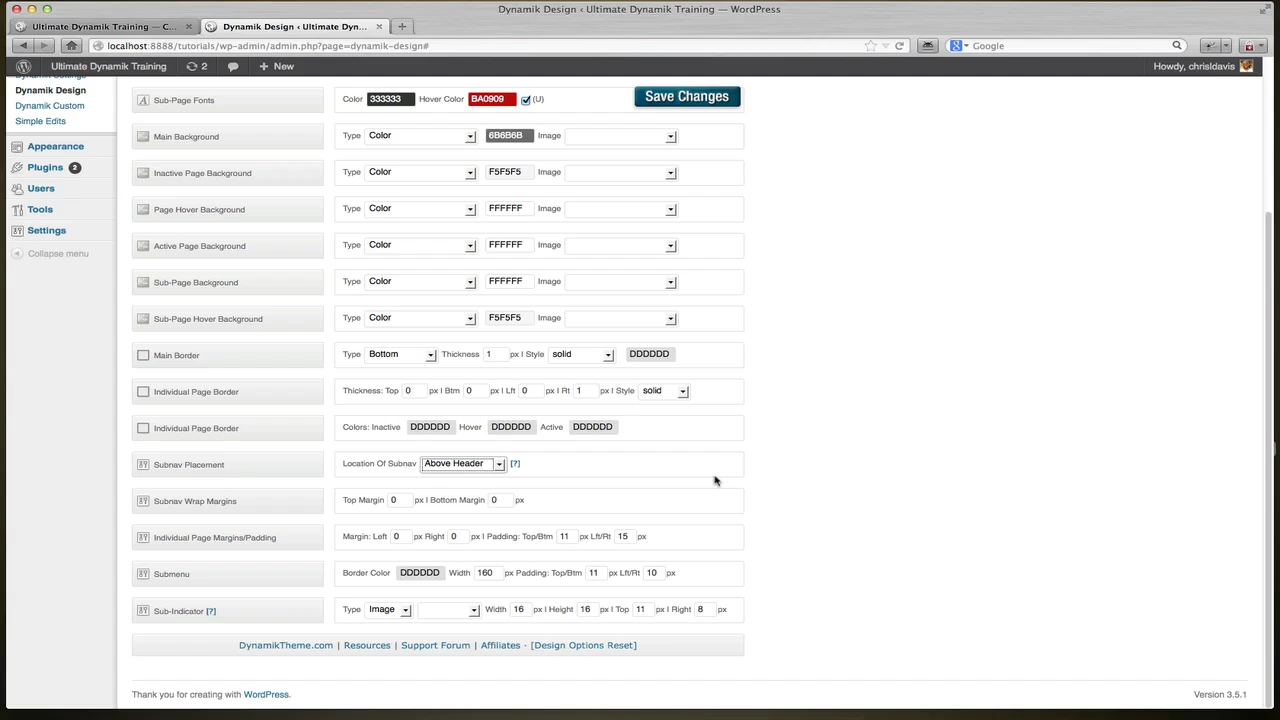 Dynamik Design ‹ Ultimate Dynamik Training — WordPress
Ultimate Dynamik Training — C... × Dynamik Design ‹ Ultimate Dyn... × +
localhost:8888/tutorials/wp-admin/admin.php?page=dynamik-design# Google
Ultimate Dynamik Training 2 + New Howdy, chrisldavis
Dynamik Settings
Dynamik Design
Dynamik Custom
Simple Edits
Appearance
Plugins 2
Users
Tools
Settings
Collapse menu
Sub-Page Fonts Color 333333 Hover Color BA0909 (U) Save Changes
Main Background Type Color 6B6B6B Image
Inactive Page Background Type Color F5F5F5 Image
Page Hover Background Type Color FFFFFF Image
Active Page Background Type Color FFFFFF Image
Sub-Page Background Type Color FFFFFF Image
Sub-Page Hover Background Type Color F5F5F5 Image
Main Border Type Bottom Thickness 1 px | Style solid DDDDDD
Individual Page Border Thickness: Top 0 px | Btm 0 px | Lft 0 px | Rt 1 px | Style solid
Individual Page Border Colors: Inactive DDDDDD Hover DDDDDD Active DDDDDD
Subnav Placement Location Of Subnav Above Header [?]
Subnav Wrap Margins Top Margin 0 px | Bottom Margin 0 px
Individual Page Margins/Padding Margin: Left 0 px Right 0 px | Padding: Top/Btm 11 px Lft/Rt 15 px
Submenu Border Color DDDDDD Width 160 px Padding: Top/Btm 11 px Lft/Rt 10 px
Sub-Indicator [?] Type Image Width 16 px | Height 16 px | Top 11 px | Right 8 px
DynamikTheme.com | Resources | Support Forum | Affiliates · [Design Options Reset]
Thank you for creating with WordPress. Version 3.5.1